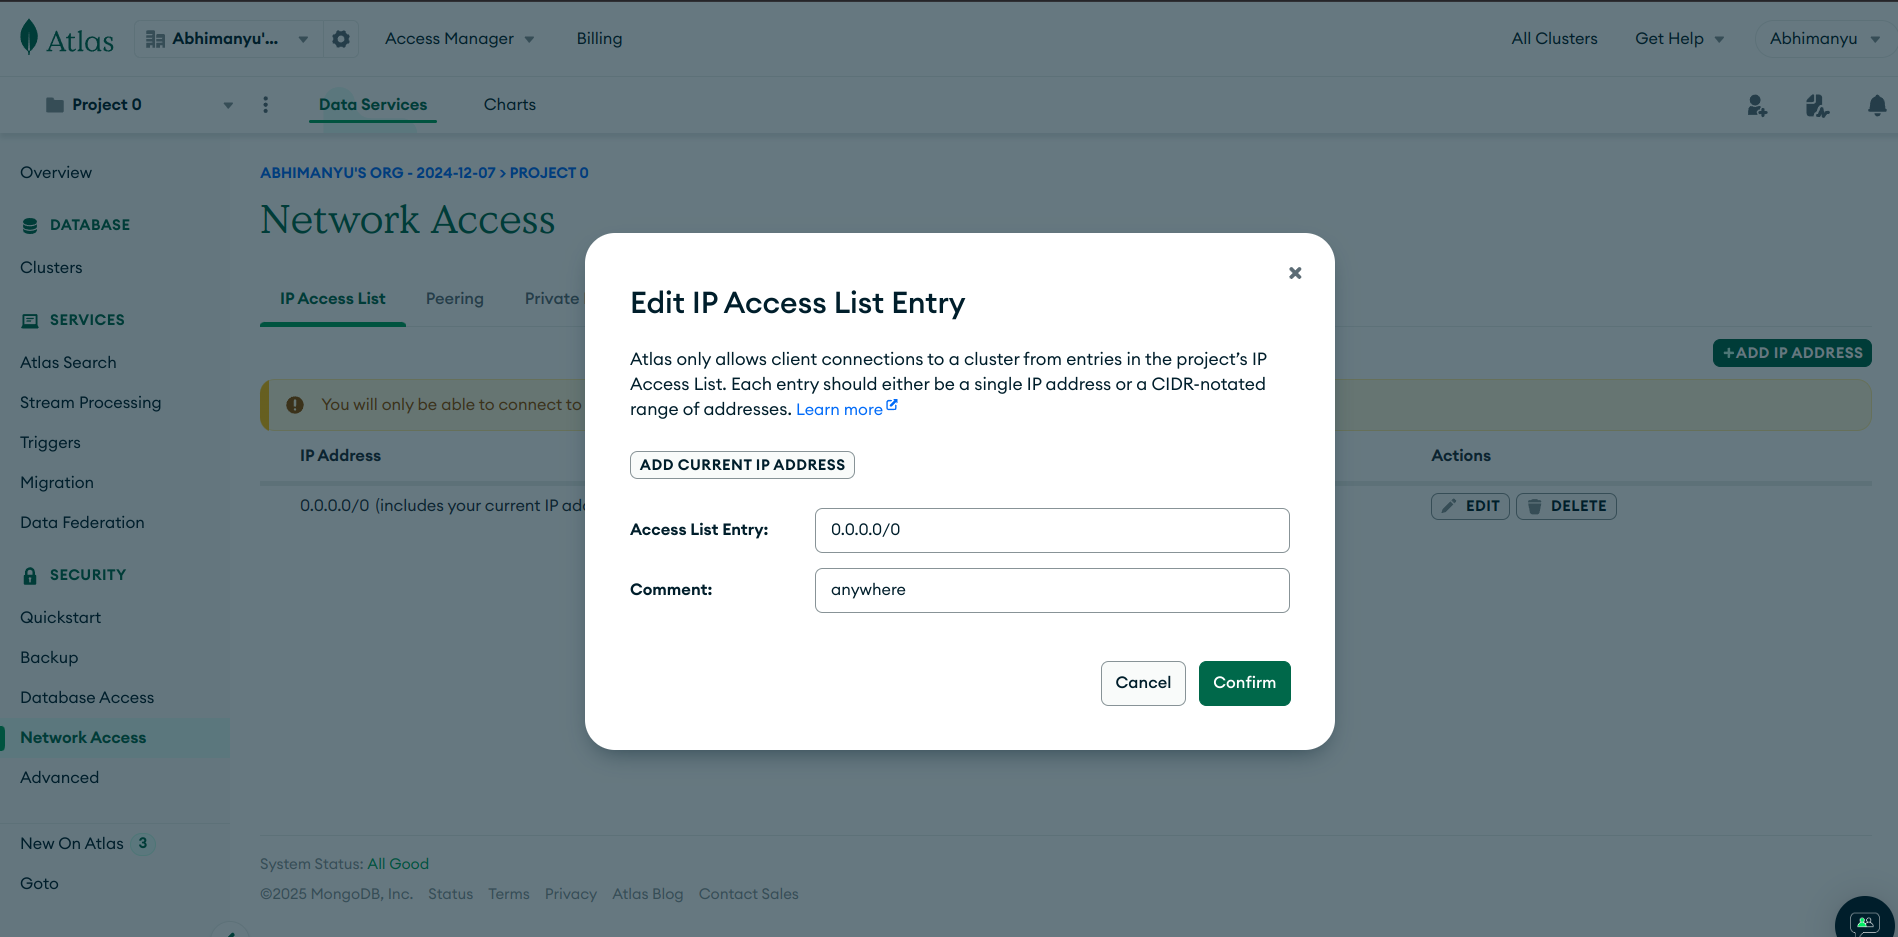 Atlas
Abhimanyu'...
Access Manager
Billing
All Clusters
Get Help
Abhimanyu
Project 0
Data Services
Charts
Overview
DATABASE
Clusters
SERVICES
Atlas Search
Stream Processing
Triggers
Migration
Data Federation
SECURITY
Quickstart
Backup
Database Access
Network Access
Advanced
New On Atlas 3
Goto
ABHIMANYU'S ORG - 2024-12-07 > PROJECT 0
Network Access
IP Access List
Peering
Private
+ADD IP ADDRESS
You will only be able to connect to
IP Address
Actions
0.0.0.0/0 (includes your current IP
EDIT
DELETE
Edit IP Access List Entry
Atlas only allows client connections to a cluster from entries in the project’s IP
Access List. Each entry should either be a single IP address or a CIDR-notated
range of addresses. Learn more
ADD CURRENT IP ADDRESS
Access List Entry:
0.0.0.0/0
Comment:
anywhere
Cancel
Confirm
System Status: All Good
©2025 MongoDB, Inc. Status Terms Privacy Atlas Blog Contact Sales